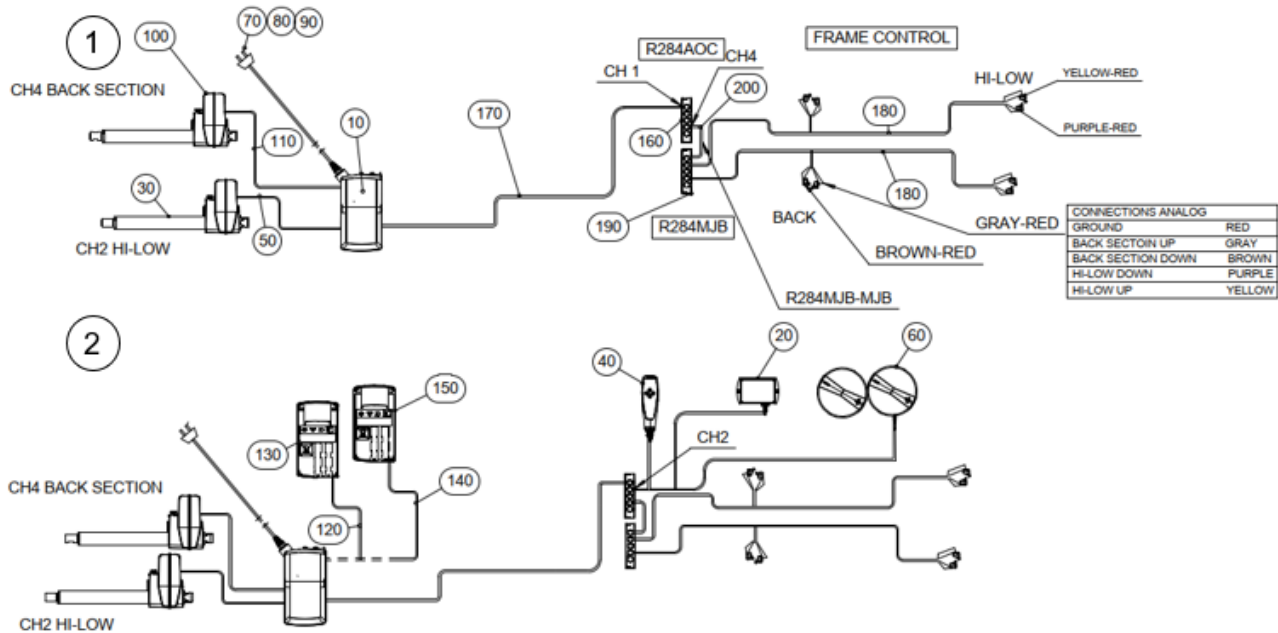 1
100
70 80 90
R284AOC
FRAME CONTROL
CH4
CH 1
HI-LOW
YELLOW-RED
CH4 BACK SECTION
200
10
170
180
160
PURPLE-RED
110
30
180
50
190
R284MJB
BACK
GRAY-RED
CH2 HI-LOW
BROWN-RED
R284MJB-MJB
CONNECTIONS ANALOG
GROUND RED
BACK SECTOIN UP GRAY
BACK SECTION DOWN BROWN
HI-LOW DOWN PURPLE
HI-LOW UP YELLOW
2
40
20
60
150
130
CH2
CH4 BACK SECTION
140
120
CH2 HI-LOW